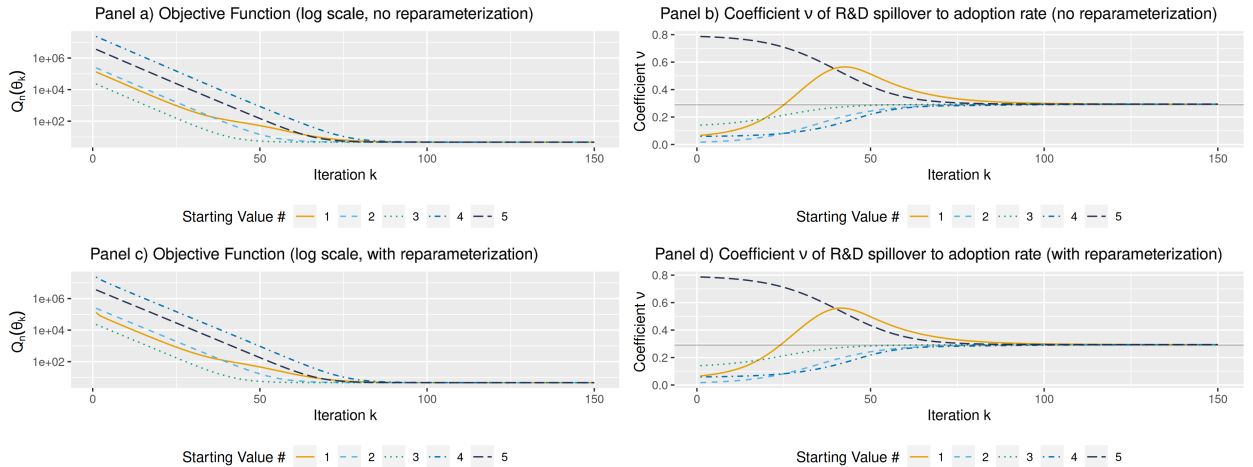 Panel a) Objective Function (log scale, no reparameterization)
Qn(θk)
1e+06
1e+04
1e+02
0 50 100 150
Iteration k
Starting Value # 1 2 3 4 5
Panel b) Coefficient ν of R&D spillover to adoption rate (no reparameterization)
Coefficient ν
0.8
0.6
0.4
0.2
0.0
0 50 100 150
Iteration k
Starting Value # 1 2 3 4 5
Panel c) Objective Function (log scale, with reparameterization)
Qn(θk)
1e+06
1e+04
1e+02
0 50 100 150
Iteration k
Starting Value # 1 2 3 4 5
Panel d) Coefficient ν of R&D spillover to adoption rate (with reparameterization)
Coefficient ν
0.8
0.6
0.4
0.2
0.0
0 50 100 150
Iteration k
Starting Value # 1 2 3 4 5